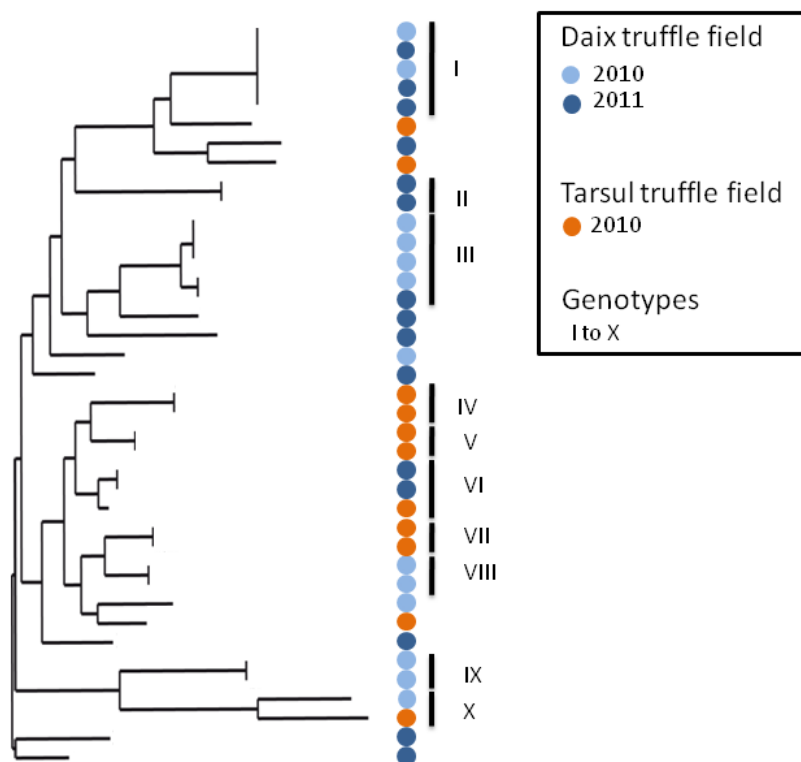 I
II
III
IV
V
VI
VII
VIII
IX
X
Daix truffle field
2010
2011
Tarsul truffle field
2010
Genotypes
I to X